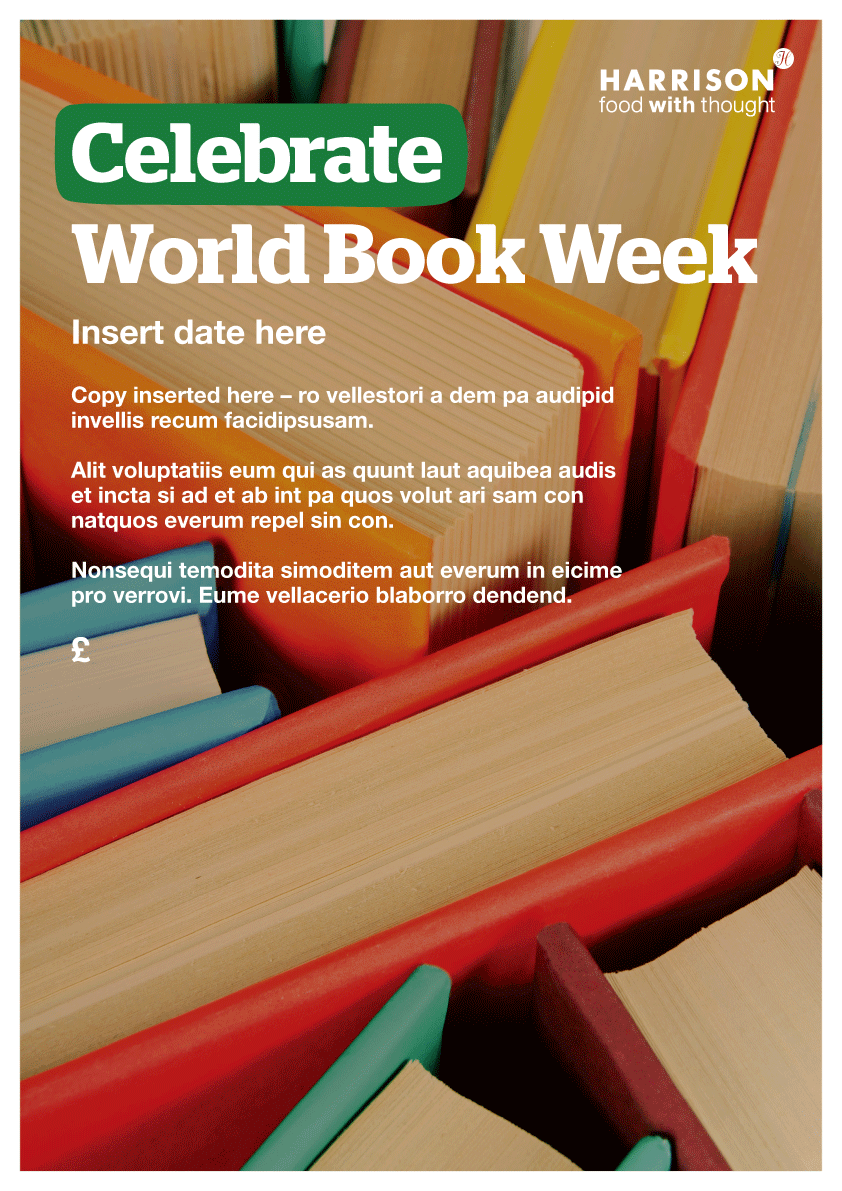 HARRISON
food with thought
Celebrate
World Book Week
Insert date here
Copy inserted here – ro vellestori a dem pa audipid
invellis recum facidipsusam.
Alit voluptatiis eum qui as quunt laut aquibea audis
et incta si ad et ab int pa quos volut ari sam con
natquos everum repel sin con.
Nonsequi temodita simoditem aut everum in eicime
pro verrovi. Eume vellacerio blaborro dendend.
£